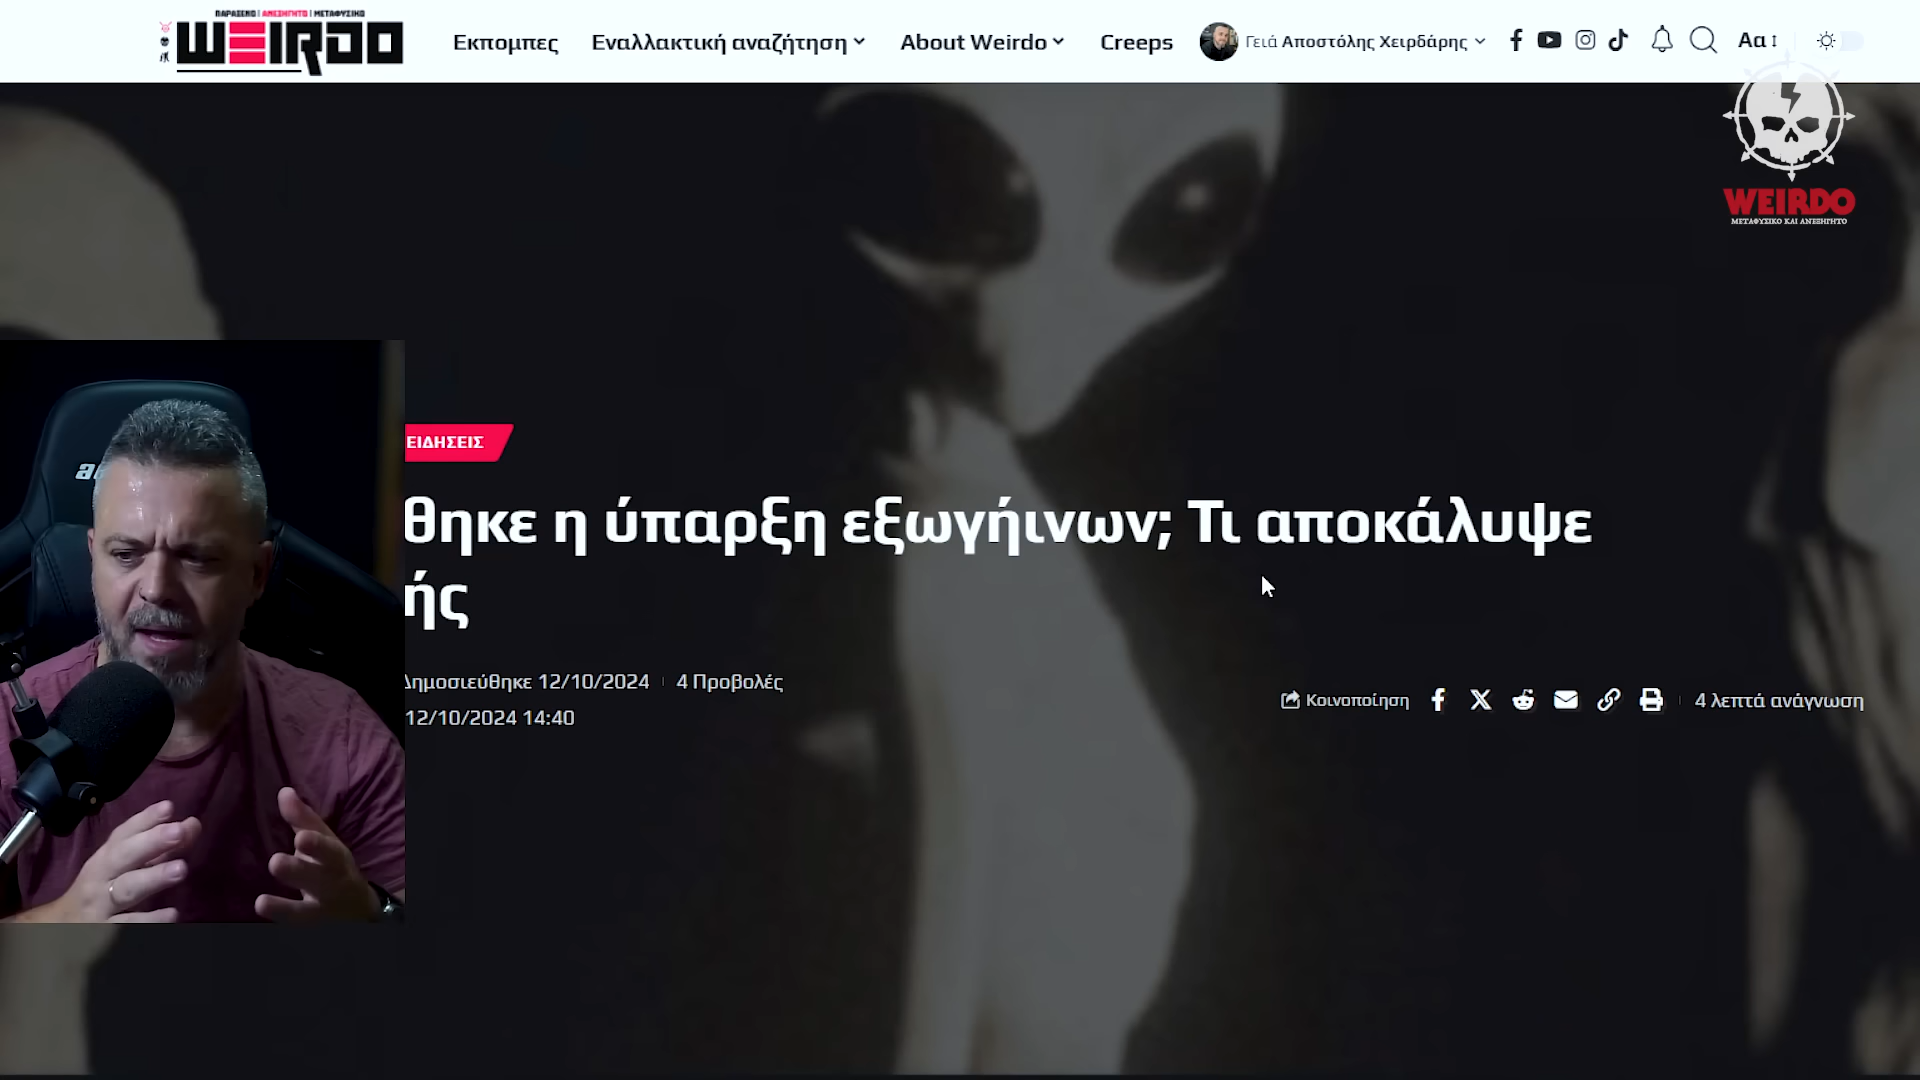 ΠΑΡΑΞΕΝΟ | ΑΝΕΞΗΓΗΤΟ | ΜΕΤΑΦΥΣΙΚΟ
WEIRDO
Εκπομπες
Εναλλακτική αναζήτηση
About Weirdo
Creeps
Γειά Αποστόλης Χειρδάρης
Αα
WEIRDO
ΜΕΤΑΦΥΣΙΚΟ ΚΑΙ ΑΝΕΞΗΓΗΤΟ
ΕΙΔΗΣΕΙΣ
θηκε η ύπαρξη εξωγήινων; Τι αποκάλυψε
ής
Δημοσιεύθηκε 12/10/2024 | 4 Προβολές
12/10/2024 14:40
Κοινοποίηση
4 λεπτά ανάγνωση